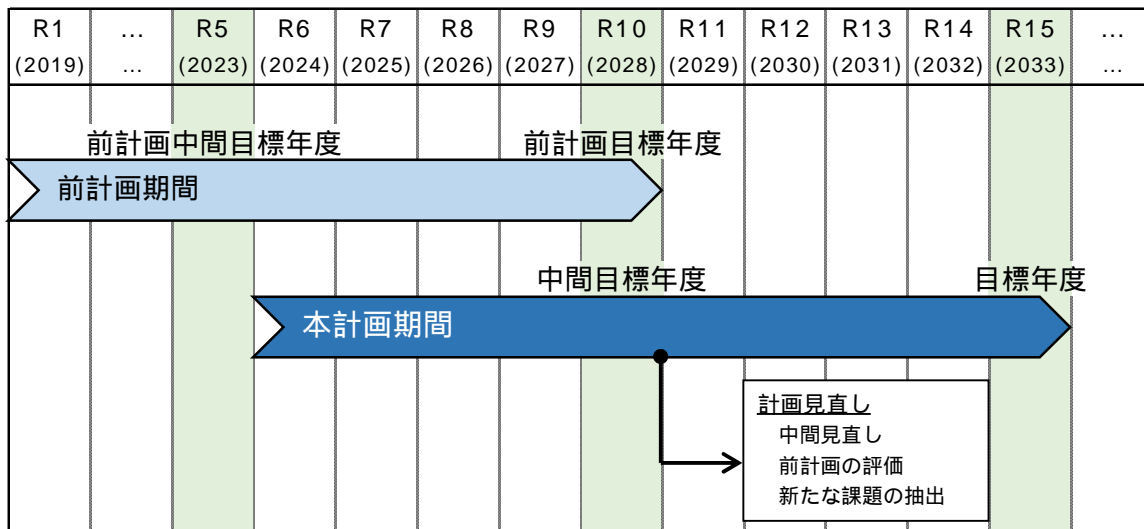 R1 … R5 R6 R7 R8 R9 R10 R11 R12 R13 R14 R15 …
(2019) … (2023) (2024) (2025) (2026) (2027) (2028) (2029) (2030) (2031) (2032) (2033) …
前計画中間目標年度 前計画目標年度
前計画期間
中間目標年度 目標年度
本計画期間
計画見直し
中間見直し
前計画の評価
新たな課題の抽出